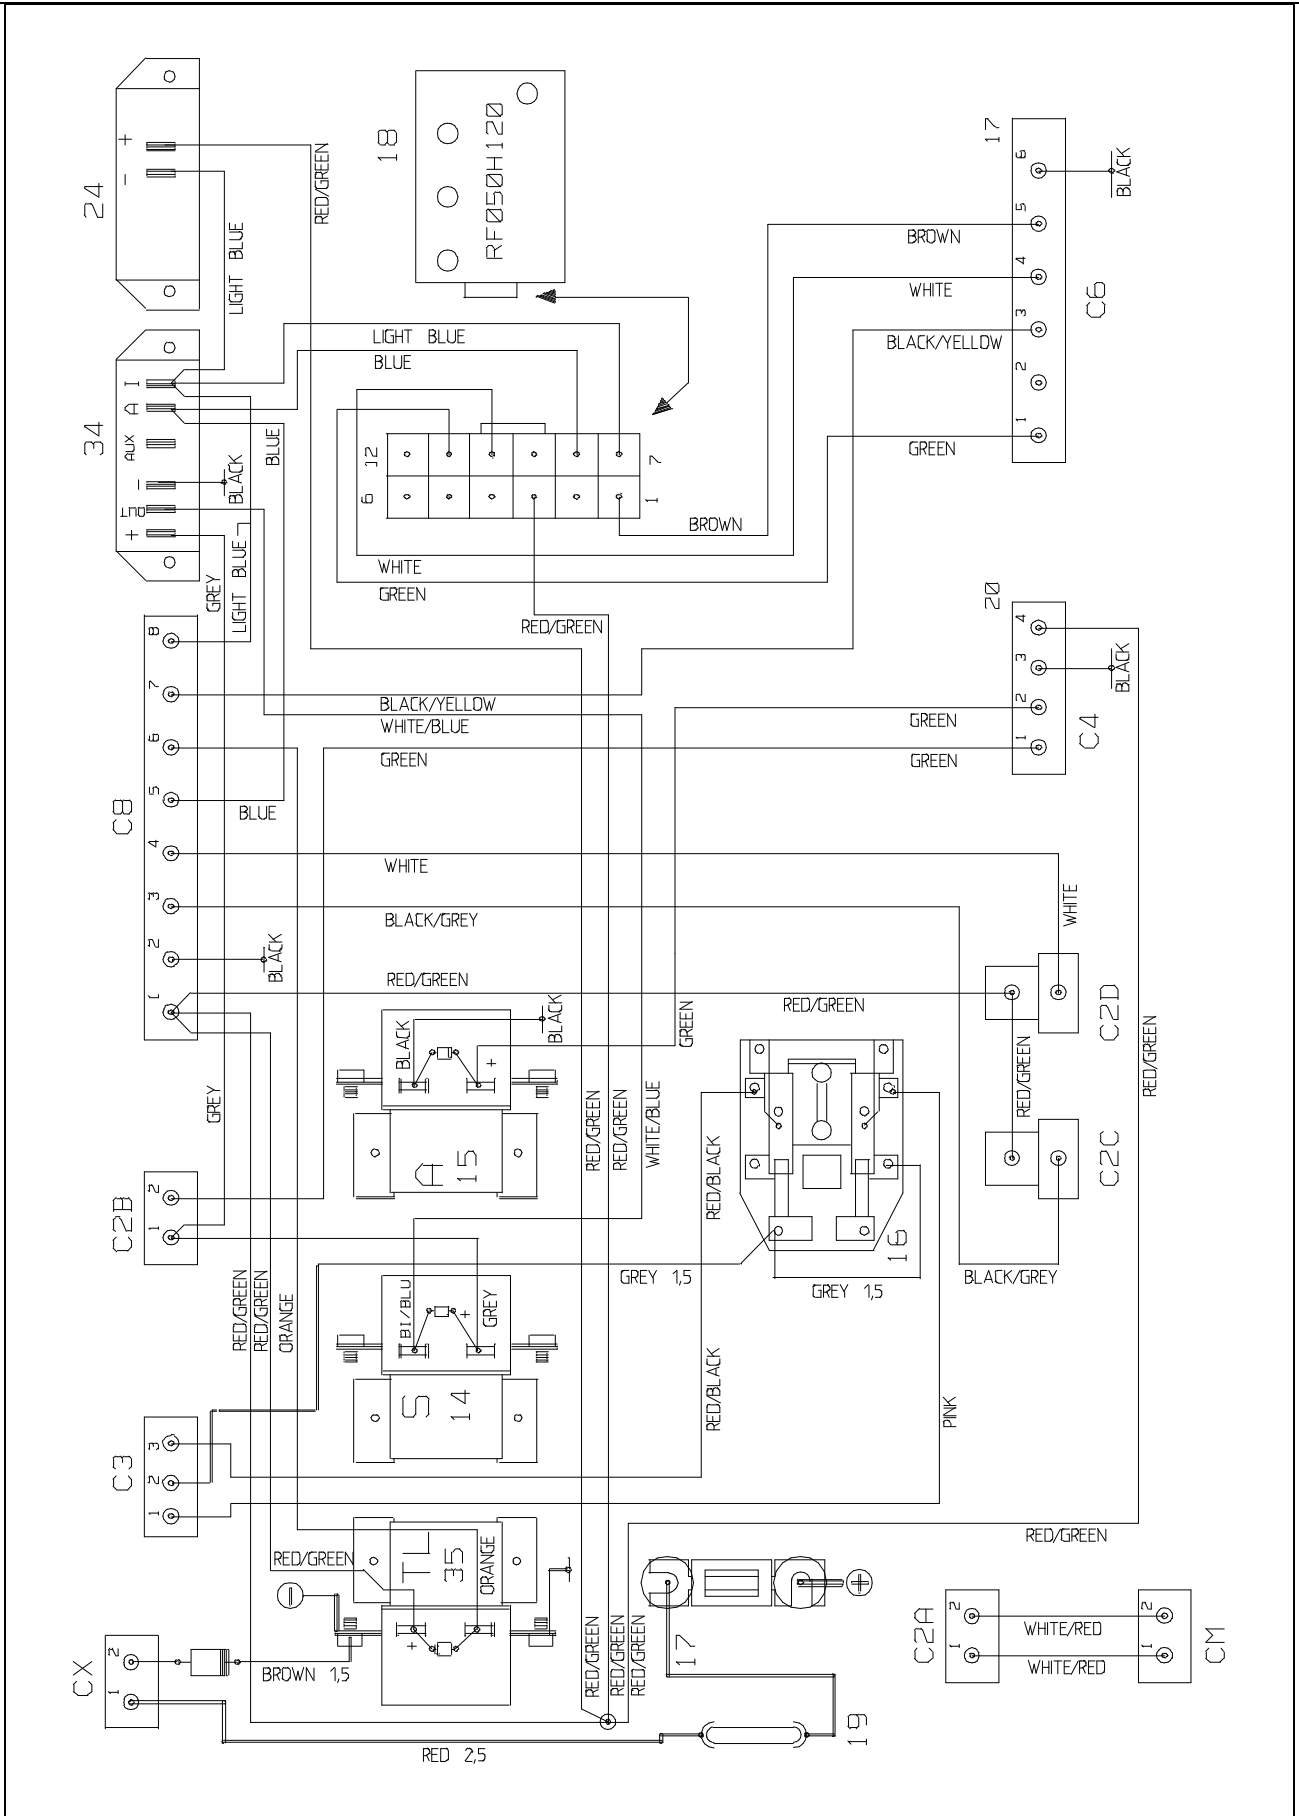 24
+
-
RED/GREEN
LIGHT BLUE
18
RF050H120
17
6
5
4
3
2
1
C6
BLACK
BROWN
WHITE
BLACK/YELLOW
GREEN
34
I
A
AUX
-
Ind
+
LIGHT BLUE
BLUE
BLUE
BLACK
GREY
LIGHT BLUE
12
7
6
1
BROWN
WHITE
GREEN
RED/GREEN
20
4
3
2
1
C4
BLACK
GREEN
GREEN
C8
8
7
6
5
4
3
2
1
BLACK/YELLOW
WHITE/BLUE
GREEN
BLUE
WHITE
BLACK/GREY
BLACK
RED/GREEN
RED/GREEN
WHITE
C2D
RED/GREEN
C2C
RED/GREEN
BLACK/GREY
BLACK
BLACK
+
A
15
GREEN
RED/GREEN
RED/GREEN
WHITE/BLUE
RED/BLACK
16
GREY 1,5
GREY 1,5
GREY
C2B
2
1
RED/GREEN
RED/GREEN
ORANGE
BI/BLU
+
GREY
S
14
RED/BLACK
PINK
C3
3
2
1
RED/GREEN
TL
35
ORANGE
+
-
RED/GREEN
+
17
CX
2
1
BROWN 1,5
RED/GREEN
RED/GREEN
RED/GREEN
RED 2,5
19
C2A
2
1
WHITE/RED
WHITE/RED
2
1
CM